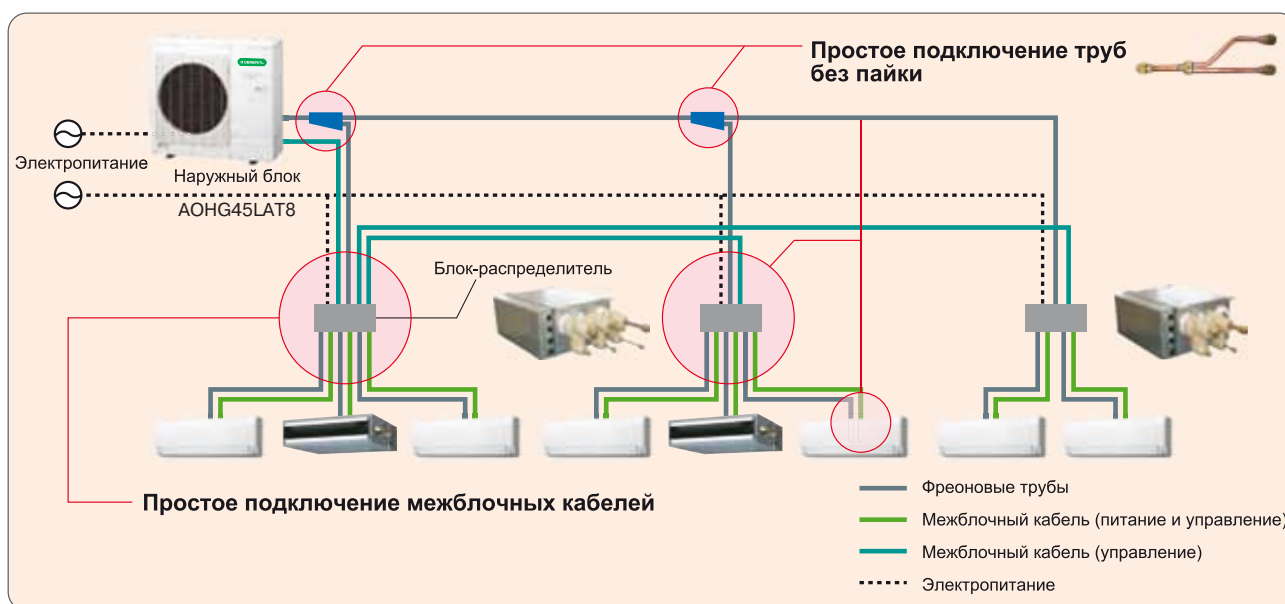 Простое подключение труб
без пайки
GENERAL
Электропитание
Наружный блок
AOHG45LAT8
Блок-распределитель
Простое подключение межблочных кабелей
Фреоновые трубы
Межблочный кабель (питание и управление)
Межблочный кабель (управление)
Электропитание